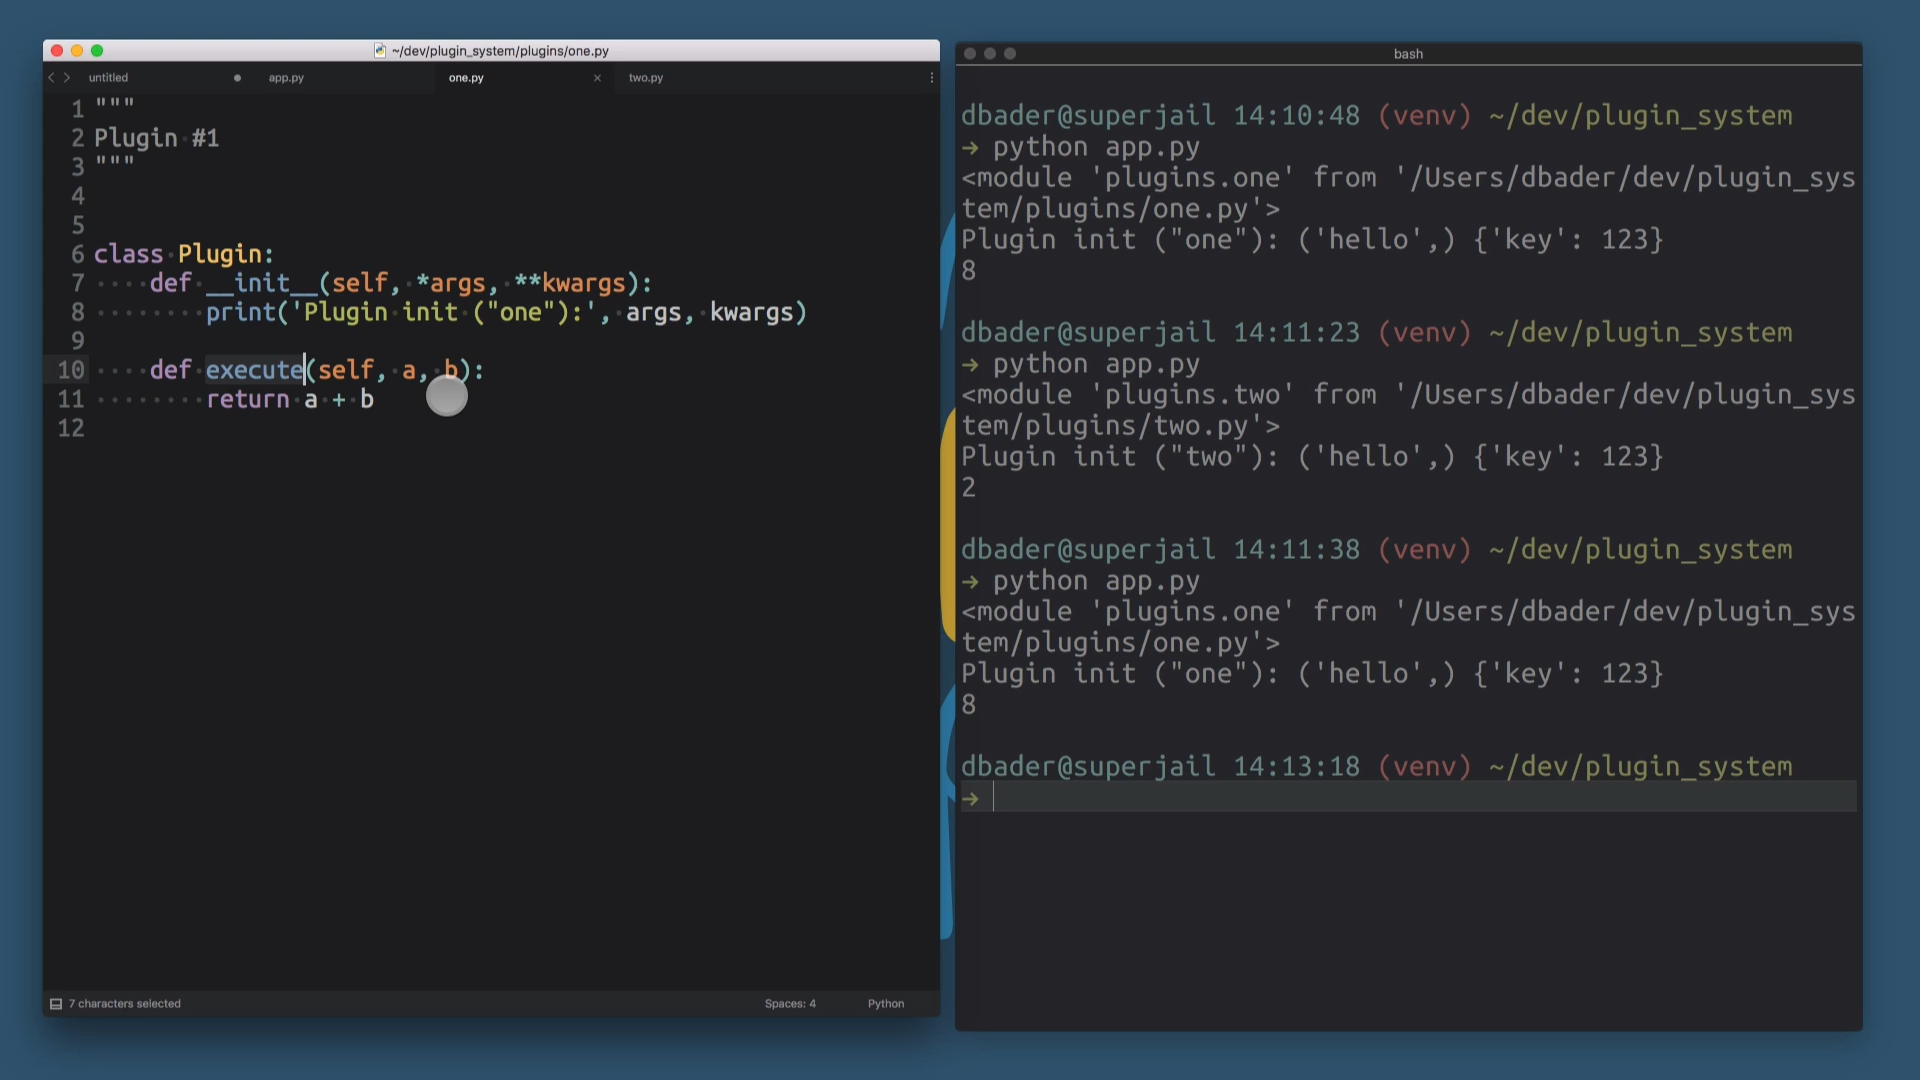 ~/dev/plugin_system/plugins/one.py
untitled app.py one.py two.py
1 """
2 Plugin #1
3 """
4
5
6 class Plugin:
7 def __init__(self, *args, **kwargs):
8 print('Plugin init ("one"):', args, kwargs)
9
10 def execute(self, a, b):
11 return a + b
12
7 characters selected Spaces: 4 Python
bash
dbader@superjail 14:10:48 (venv) ~/dev/plugin_system
→ python app.py
<module 'plugins.one' from '/Users/dbader/dev/plugin_sys
tem/plugins/one.py'>
Plugin init ("one"): ('hello',) {'key': 123}
8
dbader@superjail 14:11:23 (venv) ~/dev/plugin_system
→ python app.py
<module 'plugins.two' from '/Users/dbader/dev/plugin_sys
tem/plugins/two.py'>
Plugin init ("two"): ('hello',) {'key': 123}
2
dbader@superjail 14:11:38 (venv) ~/dev/plugin_system
→ python app.py
<module 'plugins.one' from '/Users/dbader/dev/plugin_sys
tem/plugins/one.py'>
Plugin init ("one"): ('hello',) {'key': 123}
8
dbader@superjail 14:13:18 (venv) ~/dev/plugin_system
→